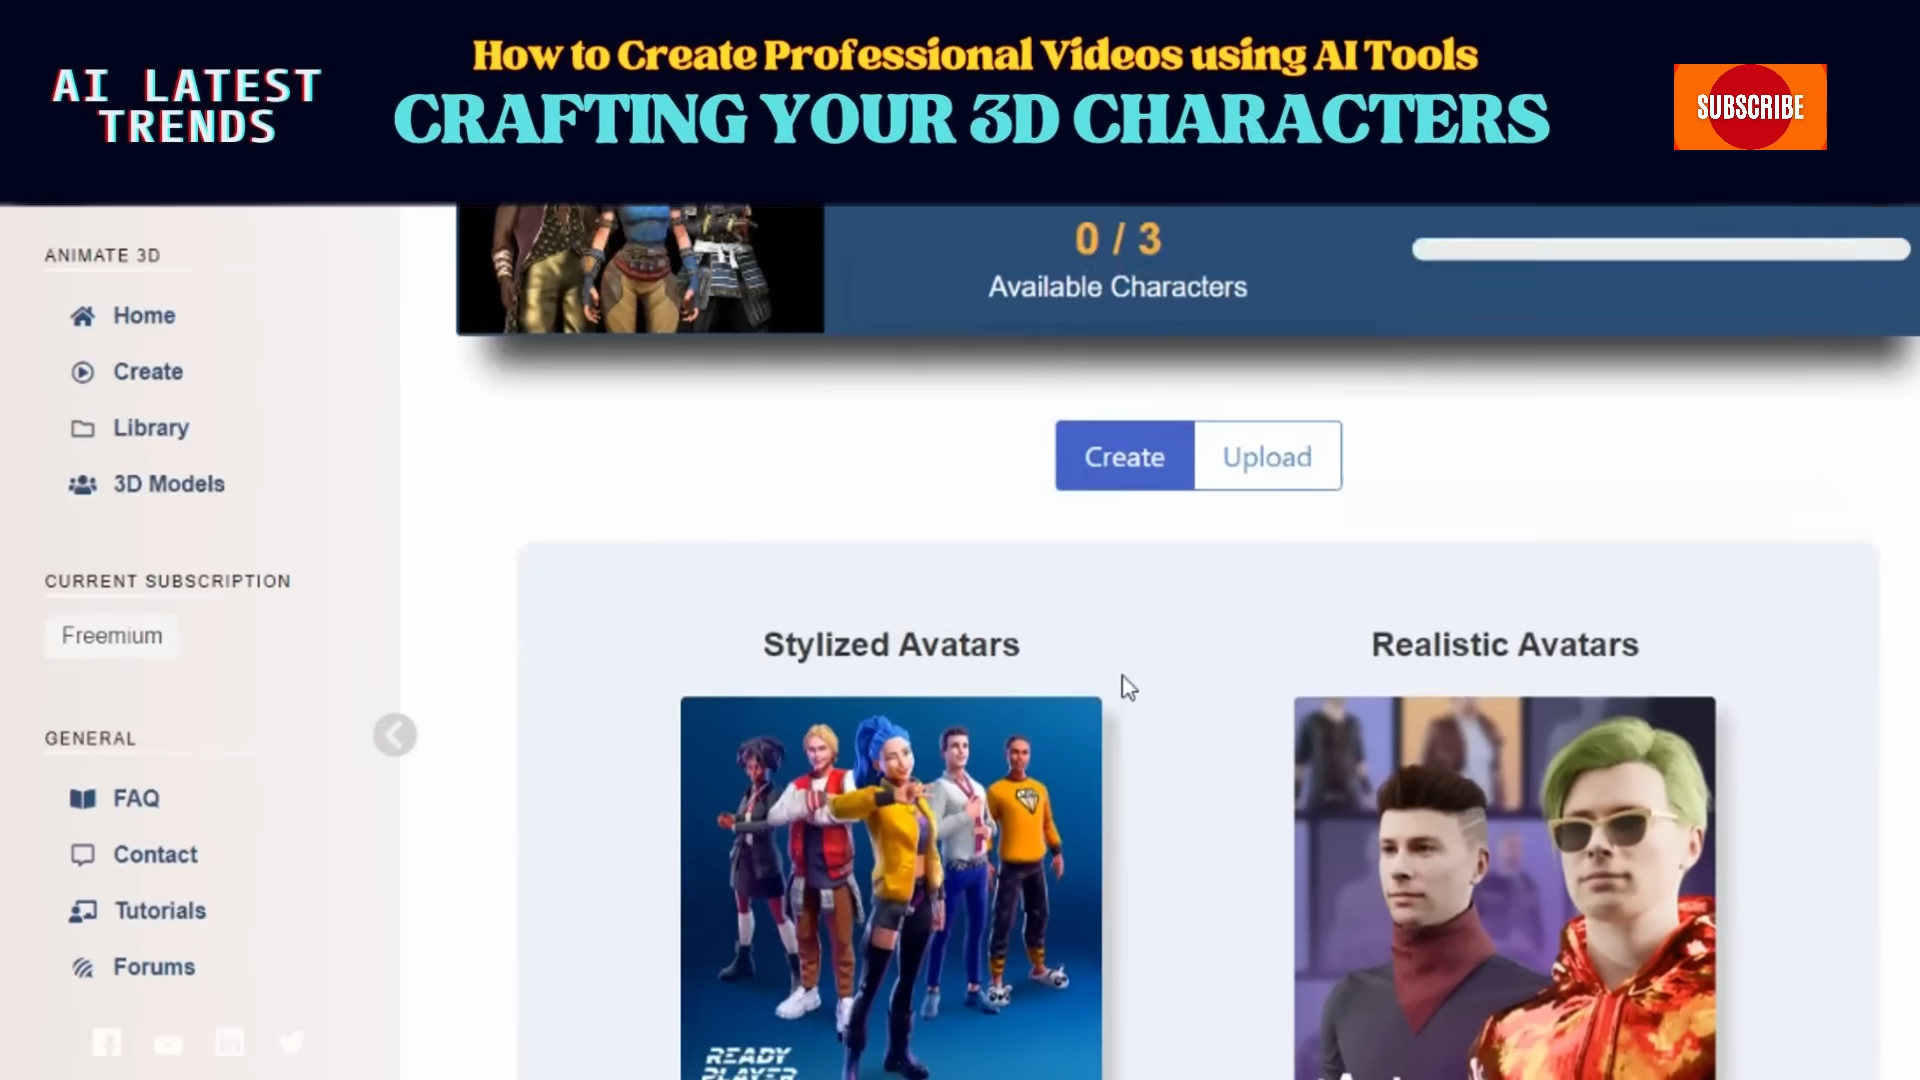 How to Create Professional Videos using AI Tools
AI LATEST
TRENDS
CRAFTING YOUR 3D CHARACTERS
SUBSCRIBE
ANIMATE 3D
Home
Create
Library
3D Models
CURRENT SUBSCRIPTION
Freemium
GENERAL
FAQ
Contact
Tutorials
Forums
0 / 3
Available Characters
Create
Upload
Stylized Avatars
Realistic Avatars
READY
PLAYER